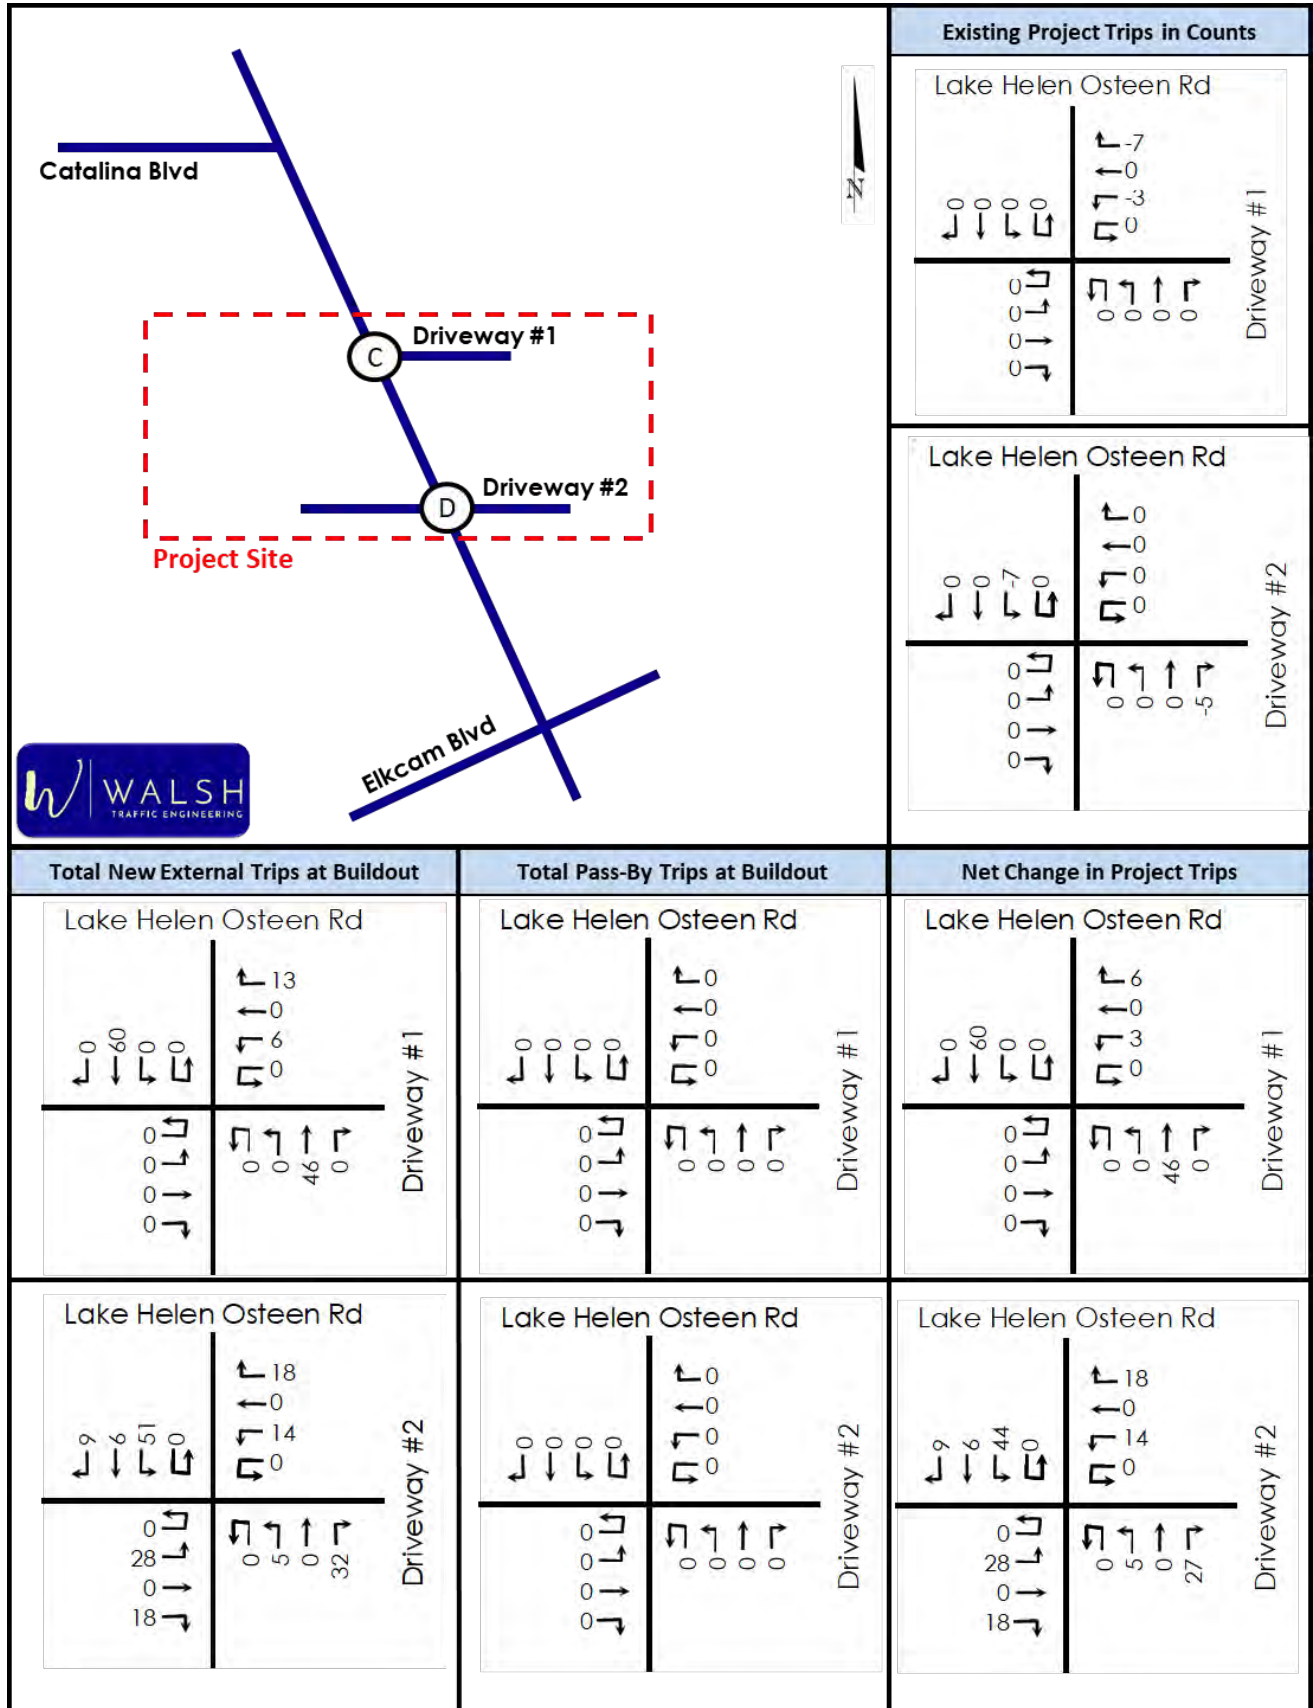 Existing Project Trips in Counts
Catalina Blvd
N
Driveway #1
C
Driveway #2
D
Project Site
Elkcam Blvd
W WALSH
TRAFFIC ENGINEERING
Lake Helen Osteen Rd
-7
0
-3
0
0 0 0 0
0
0
0
0
0 0 0 0
Driveway #1
Lake Helen Osteen Rd
0
0
0
0
0 0 -7 0
0
0
0
0
0 0 0 -5
Driveway #2
Total New External Trips at Buildout
Lake Helen Osteen Rd
13
0
6
0
0 60 0 0
0
0
0
0
0 0 46 0
Driveway #1
Total Pass-By Trips at Buildout
Lake Helen Osteen Rd
0
0
0
0
0 0 0 0
0
0
0
0
0 0 0 0
Driveway #1
Net Change in Project Trips
Lake Helen Osteen Rd
6
0
3
0
0 60 0 0
0
0
0
0
0 0 46 0
Driveway #1
Lake Helen Osteen Rd
18
0
14
0
9 6 51 0
0
28
0
18
0 5 0 32
Driveway #2
Lake Helen Osteen Rd
0
0
0
0
0 0 0 0
0
0
0
0
0 0 0 0
Driveway #2
Lake Helen Osteen Rd
18
0
14
0
9 6 44 0
0
28
0
18
0 5 0 27
Driveway #2